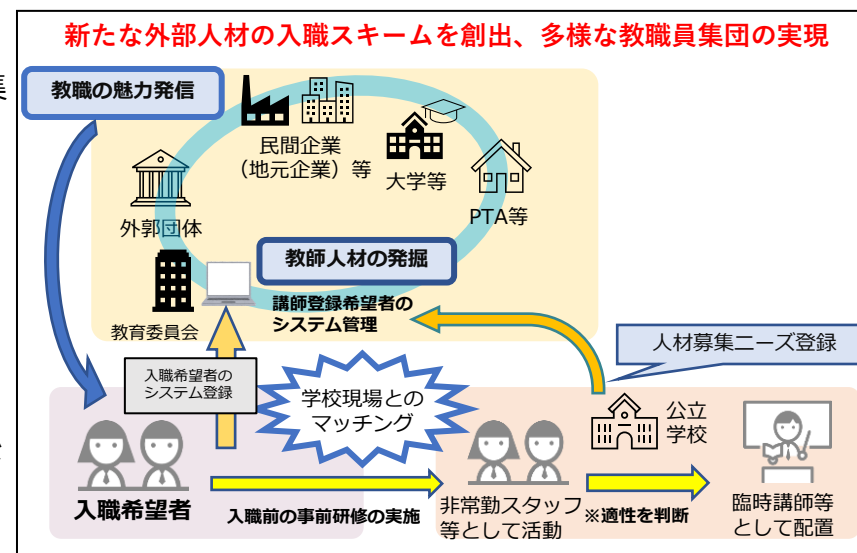 新たな外部人材の入職スキームを創出、多様な教職員集団の実現
集
教職の魅力発信
民間企業
(地元企業)等
大学等
PTA等
外郭団体
教師人材の発掘
教育委員会
講師登録希望者の
システム管理
人材募集ニーズ登録
入職希望者の
システム登録
学校現場との
マッチング
公立
学校
入職希望者
入職前の事前研修の実施
非常勤スタッフ
等として活動
※適性を判断
臨時講師等
として配置